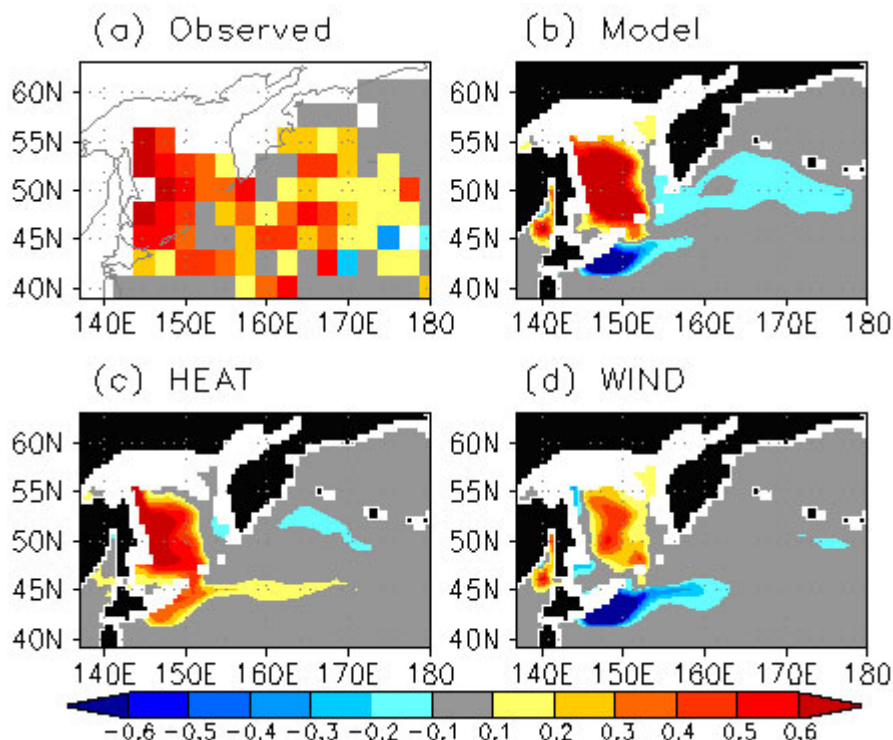 (a) Observed
(b) Model
60N
55N
50N
45N
40N
140E 150E 160E 170E 180
60N
55N
50N
45N
40N
140E 150E 160E 170E 180
(c) HEAT
(d) WIND
60N
55N
50N
45N
40N
140E 150E 160E 170E 180
60N
55N
50N
45N
40N
140E 150E 160E 170E 180
-0.6 -0.5 -0.4 -0.3 -0.2 -0.1 0.1 0.2 0.3 0.4 0.5 0.6